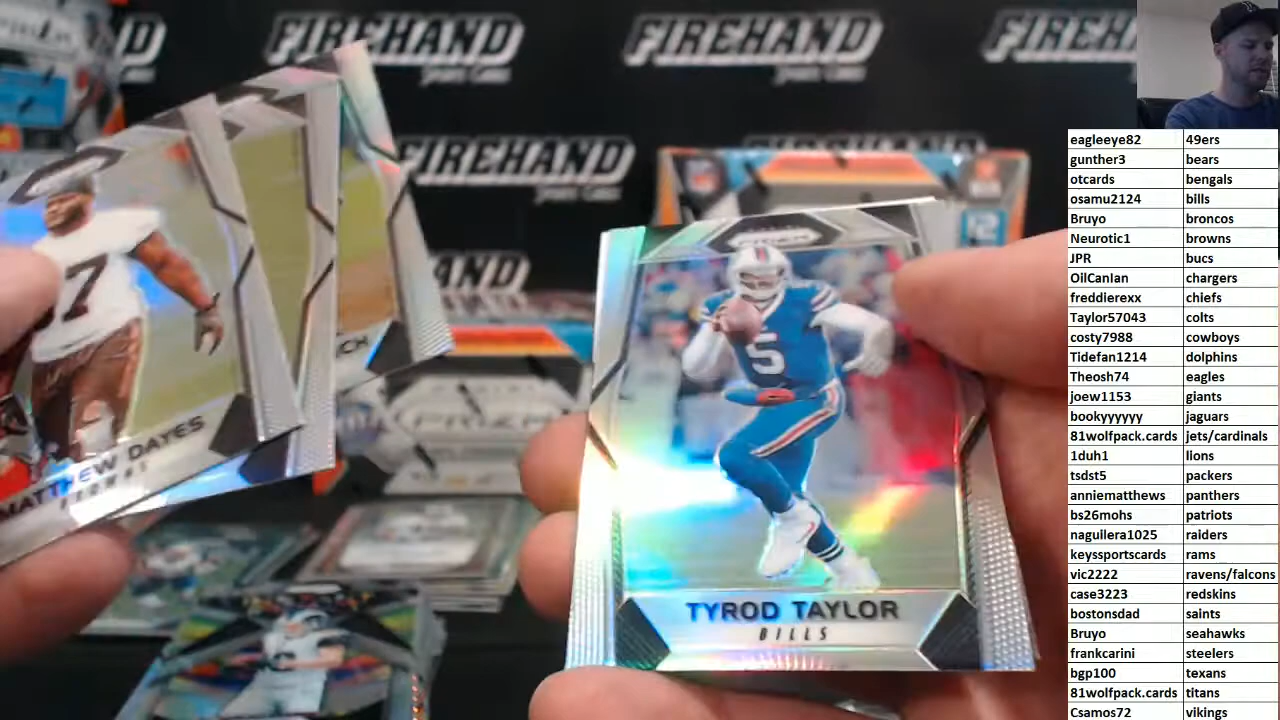 FIREHAND
FIREHAND
FIREHAND
FIREHAND
PRIZM
TYROD TAYLOR
BILLS
5
MATTHEW DAYES
eagleeye82 49ers
gunther3 bears
otcards bengals
osamu2124 bills
Bruyo broncos
Neurotic1 browns
JPR bucs
OilCanIan chargers
freddierexx chiefs
Taylor57043 colts
costy7988 cowboys
Tidefan1214 dolphins
Theosh74 eagles
joew1153 giants
bookyyyyyy jaguars
81wolfpack.cards jets/cardinals
1duh1 lions
tsdst5 packers
anniematthews panthers
bs26mohs patriots
nagullera1025 raiders
keyssportscards rams
vic2222 ravens/falcons
case3223 redskins
bostonsdad saints
Bruyo seahawks
frankcarini steelers
bgp100 texans
81wolfpack.cards titans
Csamos72 vikings